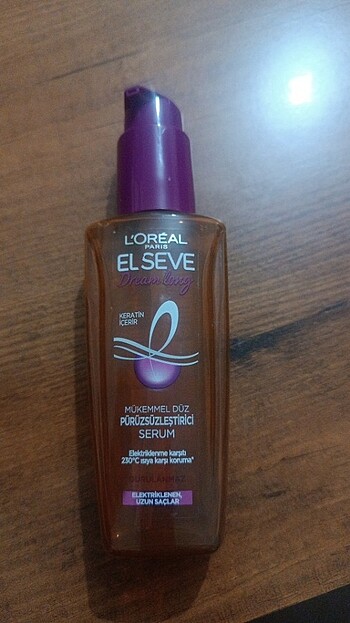 L'ORÉAL
PARIS
ELSEVE
Dream Long
KERATİN
İÇERİR
MÜKEMMEL DÜZ
PÜRÜZSÜZLEŞTİRİCİ
SERUM
Elektriklenme karşıtı
230°C ısıya karşı koruma*
DURULANMAZ
ELEKTRİKLENEN,
UZUN SAÇLAR